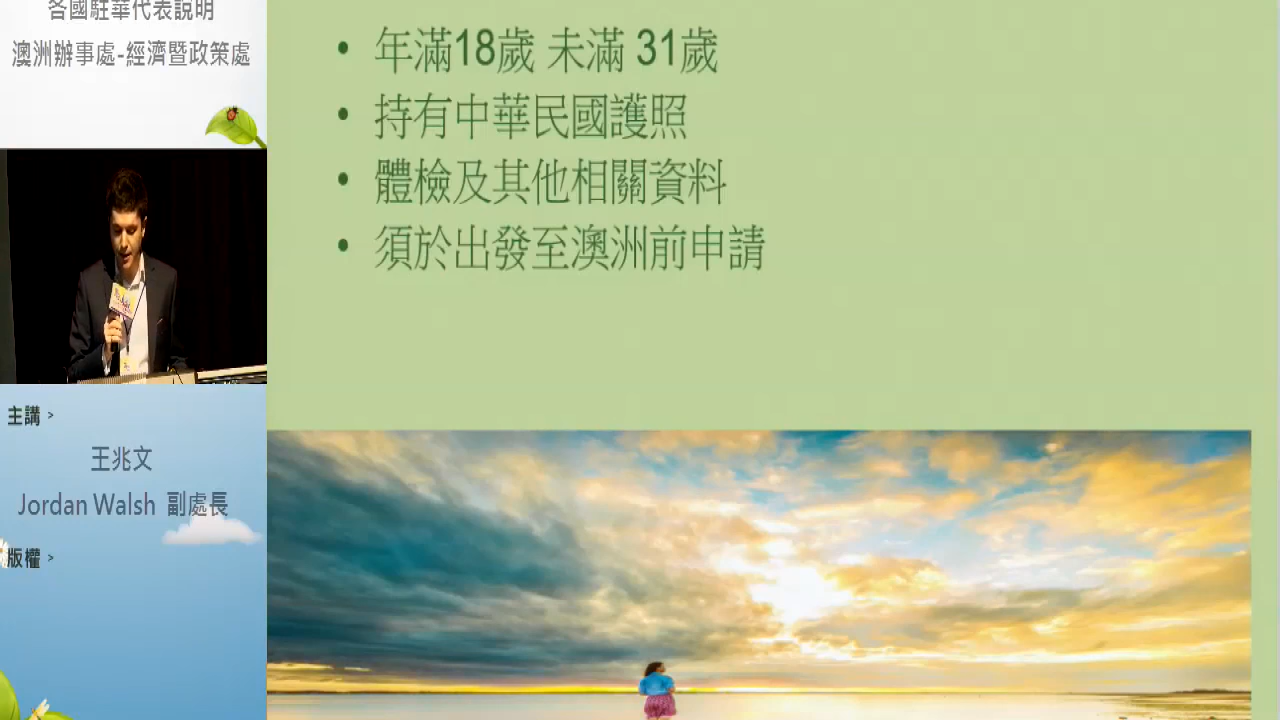 各國駐華代表說明
澳洲辦事處-經濟暨政策處
主講 >
王兆文
Jordan Walsh 副處長
版權 >
• 年滿18歲 未滿 31歲
• 持有中華民國護照
• 體檢及其他相關資料
• 須於出發至澳洲前申請